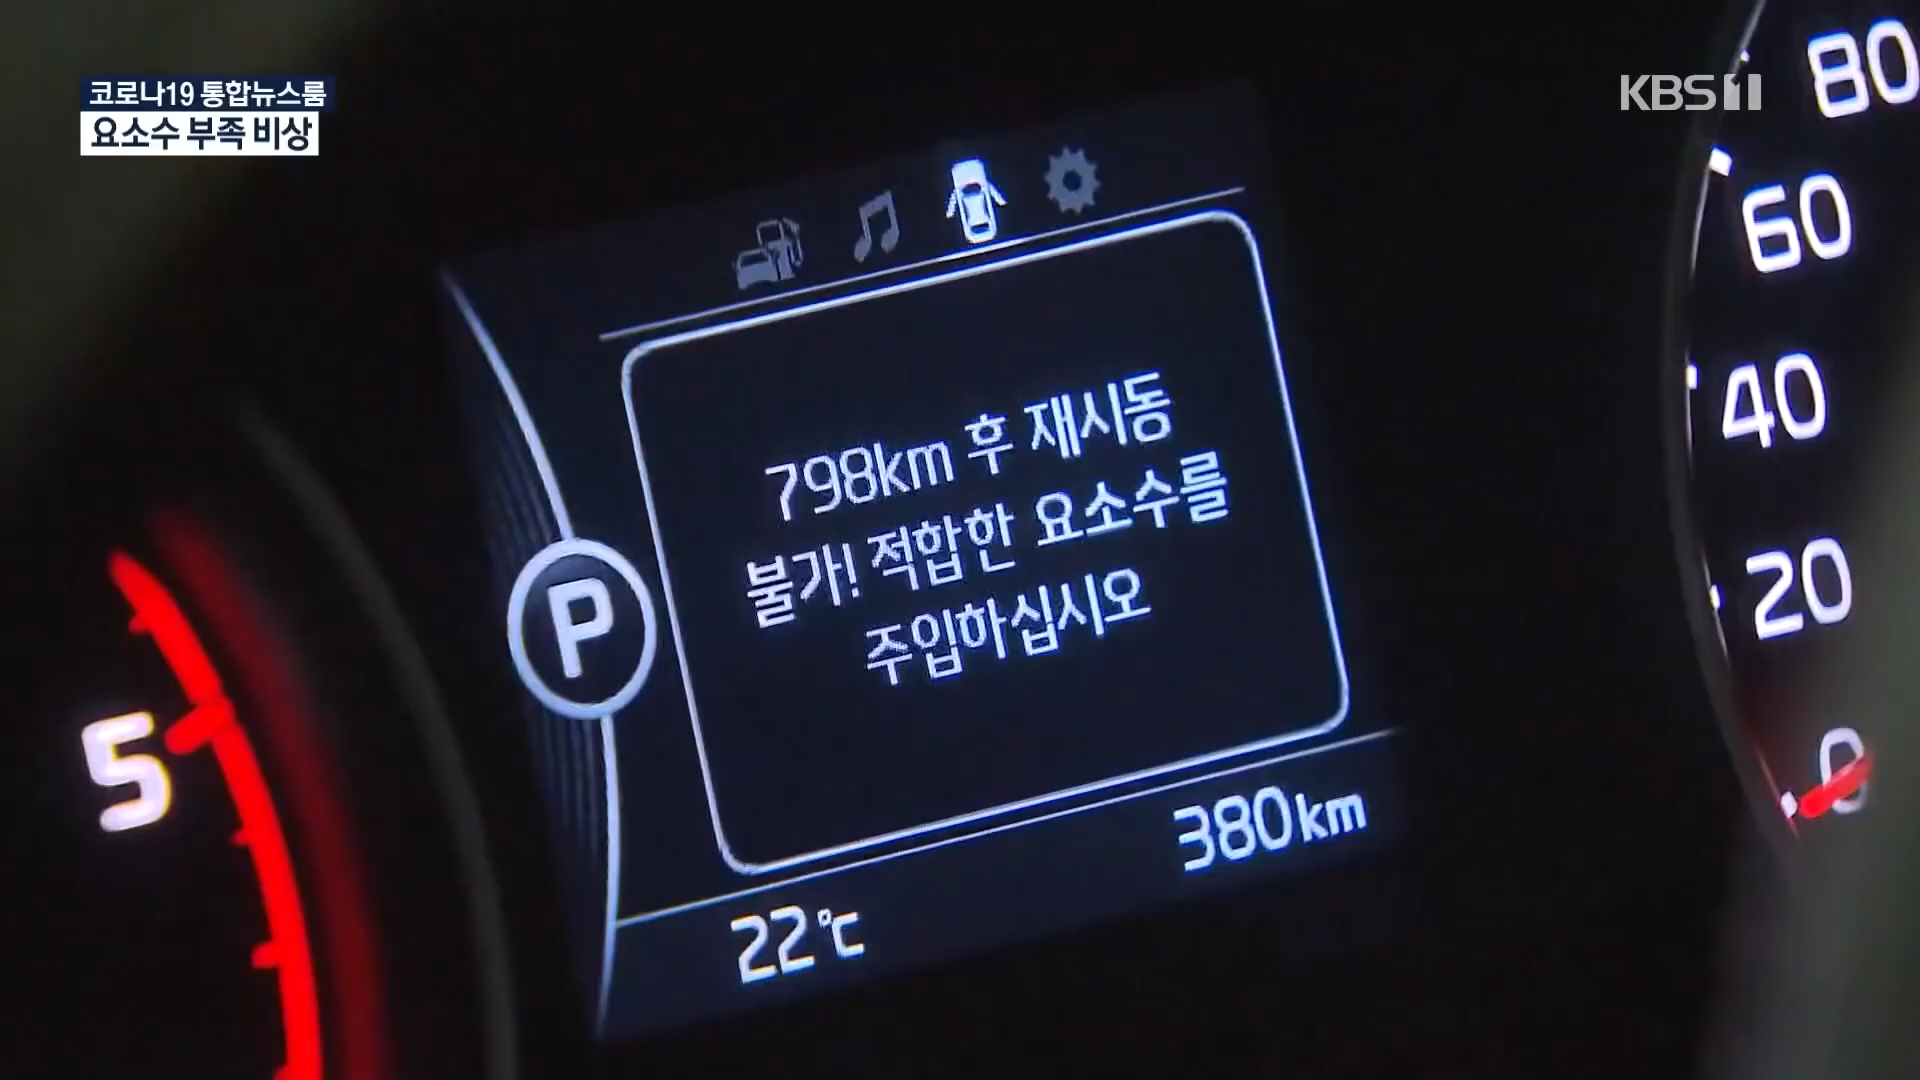 코로나19 통합뉴스룸
요소수 부족 비상
KBS 1
798km 후 재시동
불가! 적합한 요소수를
주입하십시오
P
380km
22℃
5
80
60
40
20
0